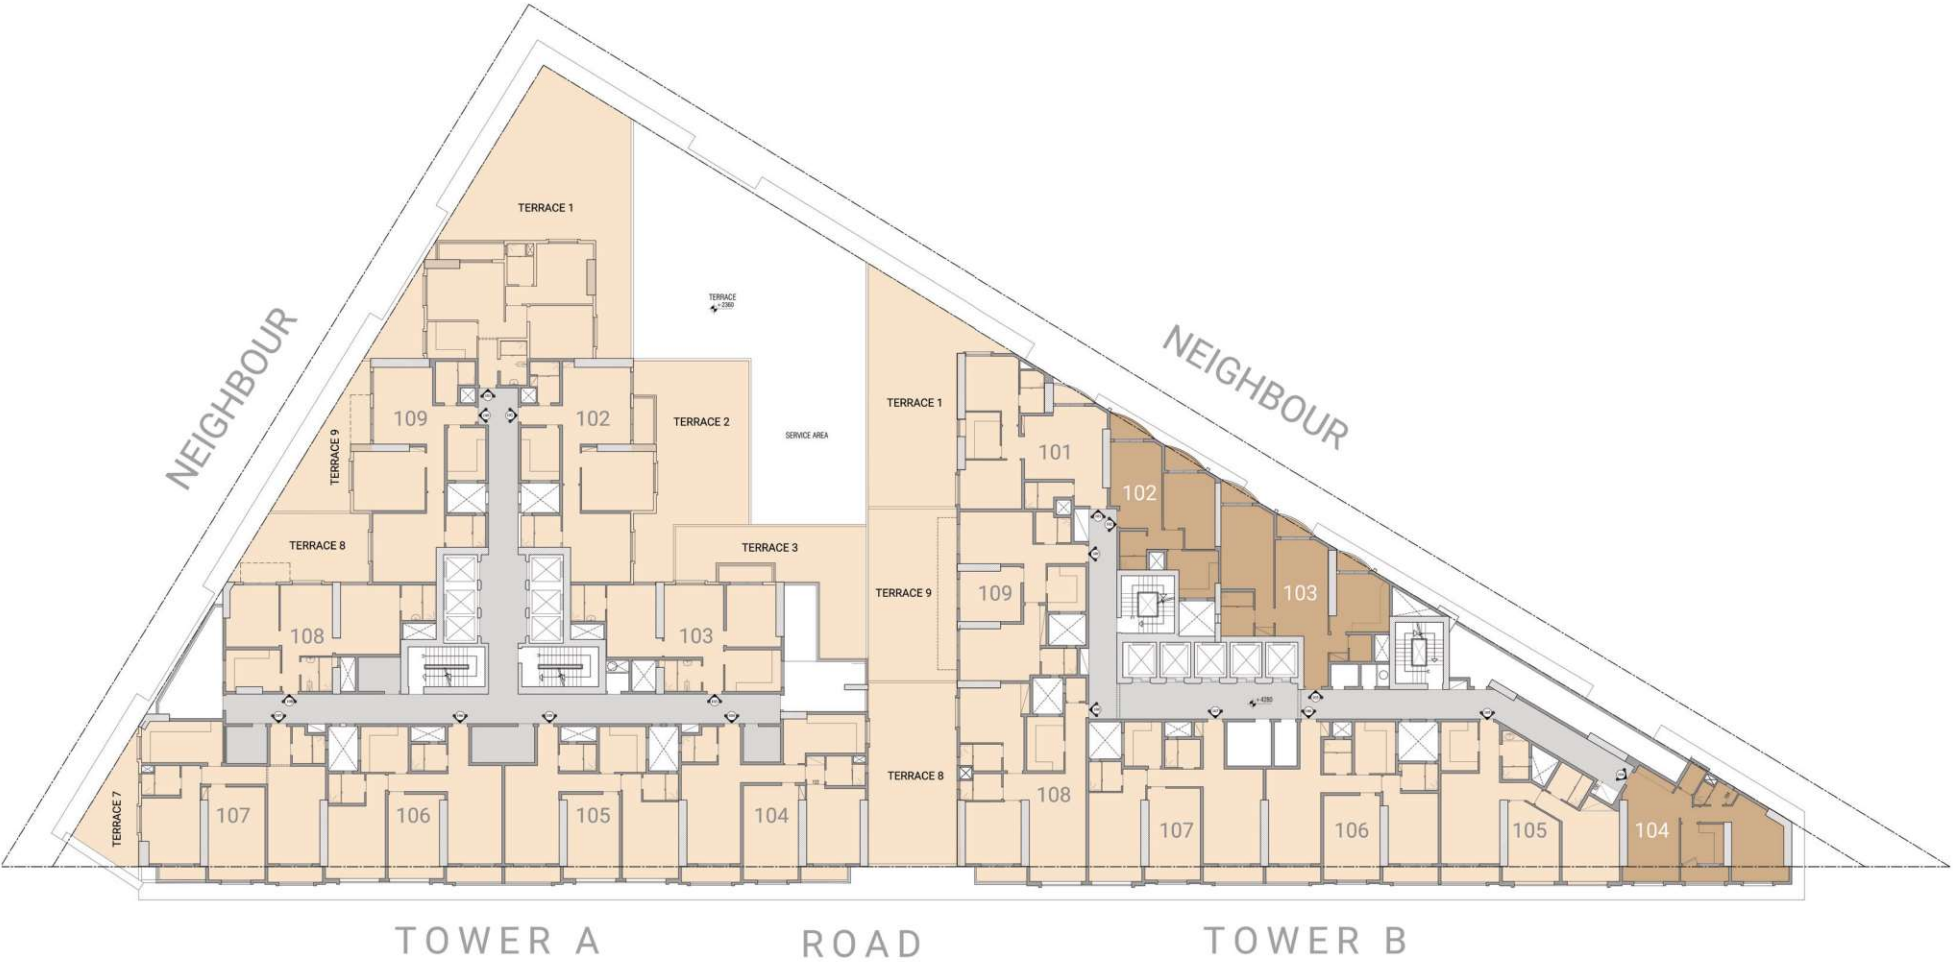 TERRACE 1
NEIGHBOUR
TERRACE
+2360
NEIGHBOUR
109
102
TERRACE 2
TERRACE 9
SERVICE AREA
TERRACE 1
101
102
TERRACE 8
TERRACE 3
TERRACE 9
109
103
108
103
+4280
TERRACE 7
107
106
105
104
TERRACE 8
108
107
106
105
104
TOWER A
ROAD
TOWER B